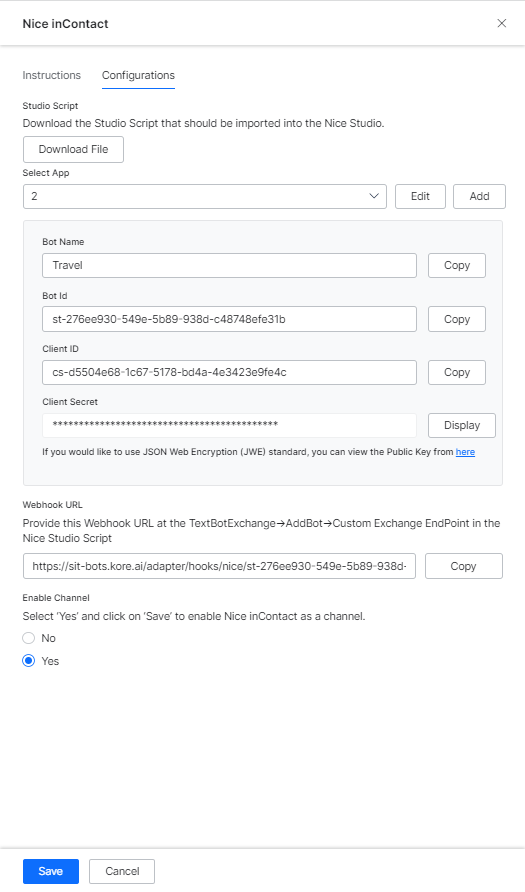 Nice inContact
Instructions
Configurations
Studio Script
Download the Studio Script that should be imported into the Nice Studio.
Download File
Select App
2
Edit
Add
Bot Name
Travel
Copy
Bot Id
st-276ee930-549e-5b89-938d-c48748efe31b
Copy
Client ID
cs-d5504e68-1c67-5178-bd4a-4e3423e9fe4c
Copy
Client Secret
********************************************
Display
If you would like to use JSON Web Encryption (JWE) standard, you can view the Public Key from here
Webhook URL
Provide this Webhook URL at the TextBotExchange→AddBot→Custom Exchange EndPoint in the
Nice Studio Script
https://sit-bots.kore.ai/adapter/hooks/nice/st-276ee930-549e-5b89-938d-
Copy
Enable Channel
Select 'Yes' and click on 'Save' to enable Nice inContact as a channel.
No
Yes
Save
Cancel